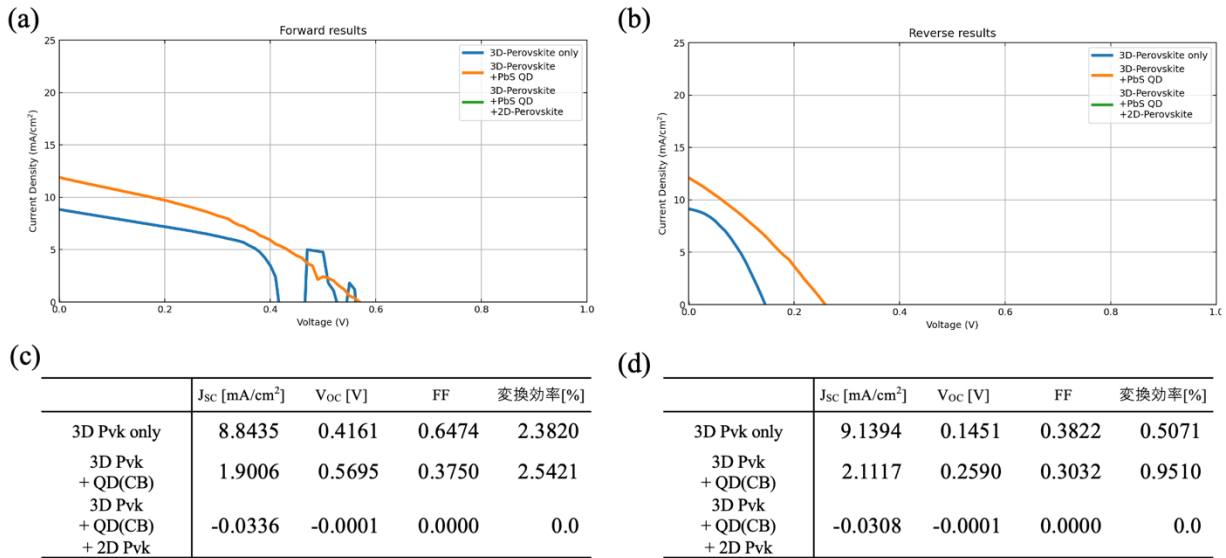 (a)
Forward results
25
20
15
10
5
0
Current Density (mA/cm²)
0.0 0.2 0.4 0.6 0.8 1.0
Voltage (V)
3D-Perovskite only
3D-Perovskite
+PbS QD
3D-Perovskite
+PbS QD
+2D-Perovskite
(b)
Reverse results
25
20
15
10
5
0
Current Density (mA/cm²)
0.0 0.2 0.4 0.6 0.8 1.0
Voltage (V)
3D-Perovskite only
3D-Perovskite
+PbS QD
3D-Perovskite
+PbS QD
+2D-Perovskite
(c)
JSC [mA/cm²] VOC [V] FF 変換効率[%]
3D Pvk only 8.8435 0.4161 0.6474 2.3820
3D Pvk
+ QD(CB) 1.9006 0.5695 0.3750 2.5421
3D Pvk
+ QD(CB) -0.0336 -0.0001 0.0000 0.0
+ 2D Pvk
(d)
JSC [mA/cm²] VOC [V] FF 変換効率[%]
3D Pvk only 9.1394 0.1451 0.3822 0.5071
3D Pvk
+ QD(CB) 2.1117 0.2590 0.3032 0.9510
3D Pvk
+ QD(CB) -0.0308 -0.0001 0.0000 0.0
+ 2D Pvk